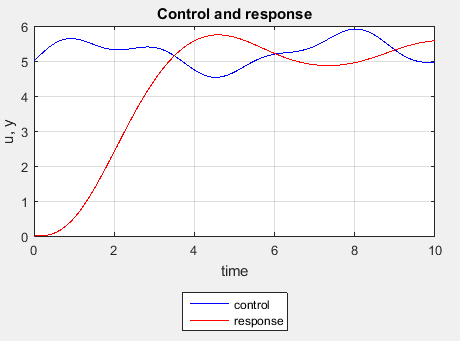 Control and response
6
5
4
3
2
1
0
u, y
0 2 4 6 8 10
time
control
response